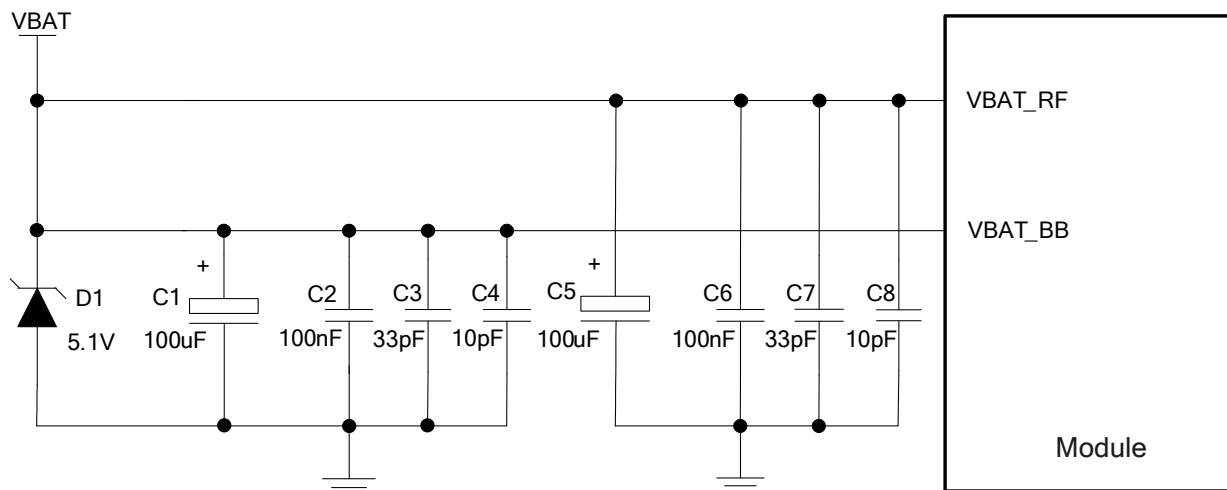 VBAT
VBAT_RF
VBAT_BB
+
D1
5.1V
C1
100uF
C2
100nF
C3
33pF
C4
10pF
+
C5
100uF
C6
100nF
C7
33pF
C8
10pF
Module